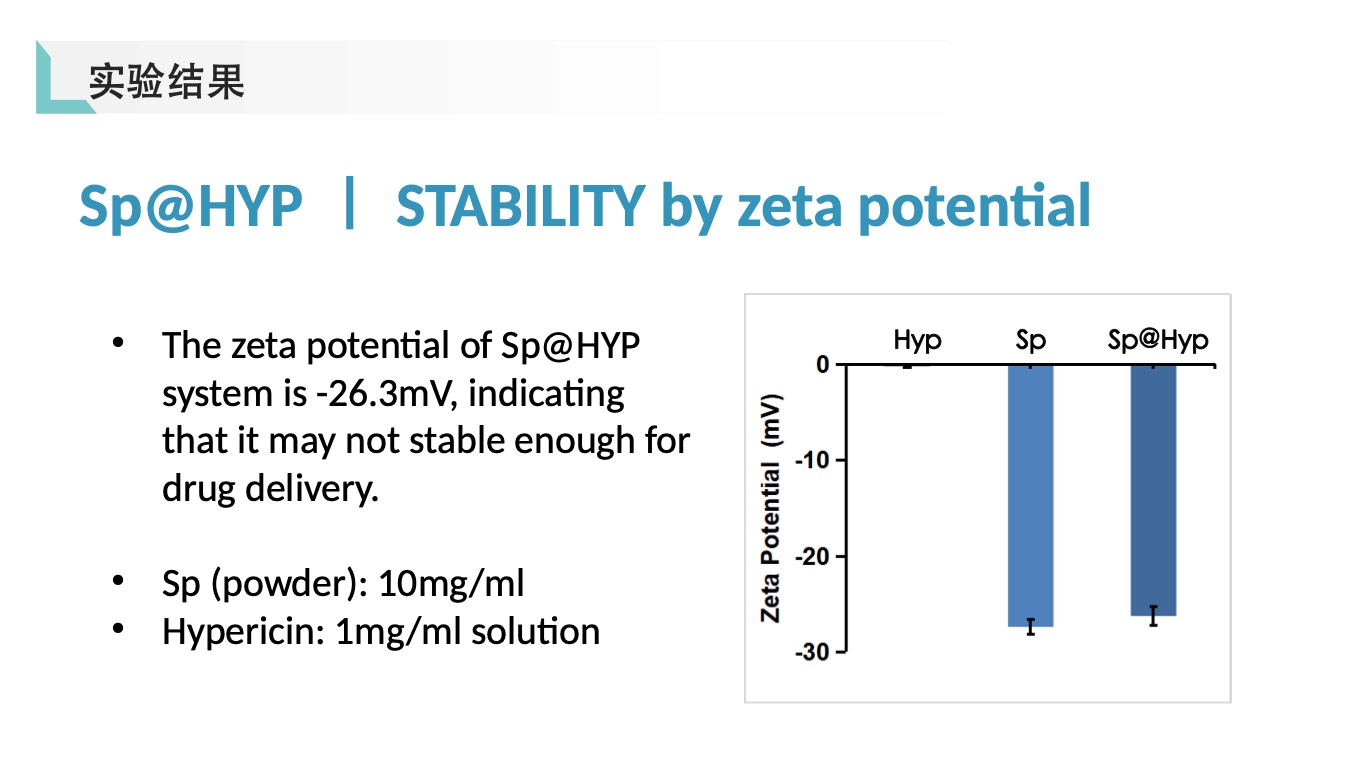 实验结果
Sp@HYP | STABILITY by zeta potential
• The zeta potential of Sp@HYP
system is -26.3mV, indicating
that it may not stable enough for
drug delivery.
• Sp (powder): 10mg/ml
• Hypericin: 1mg/ml solution
Hyp Sp Sp@Hyp
Zeta Potential (mV)
0
-10
-20
-30